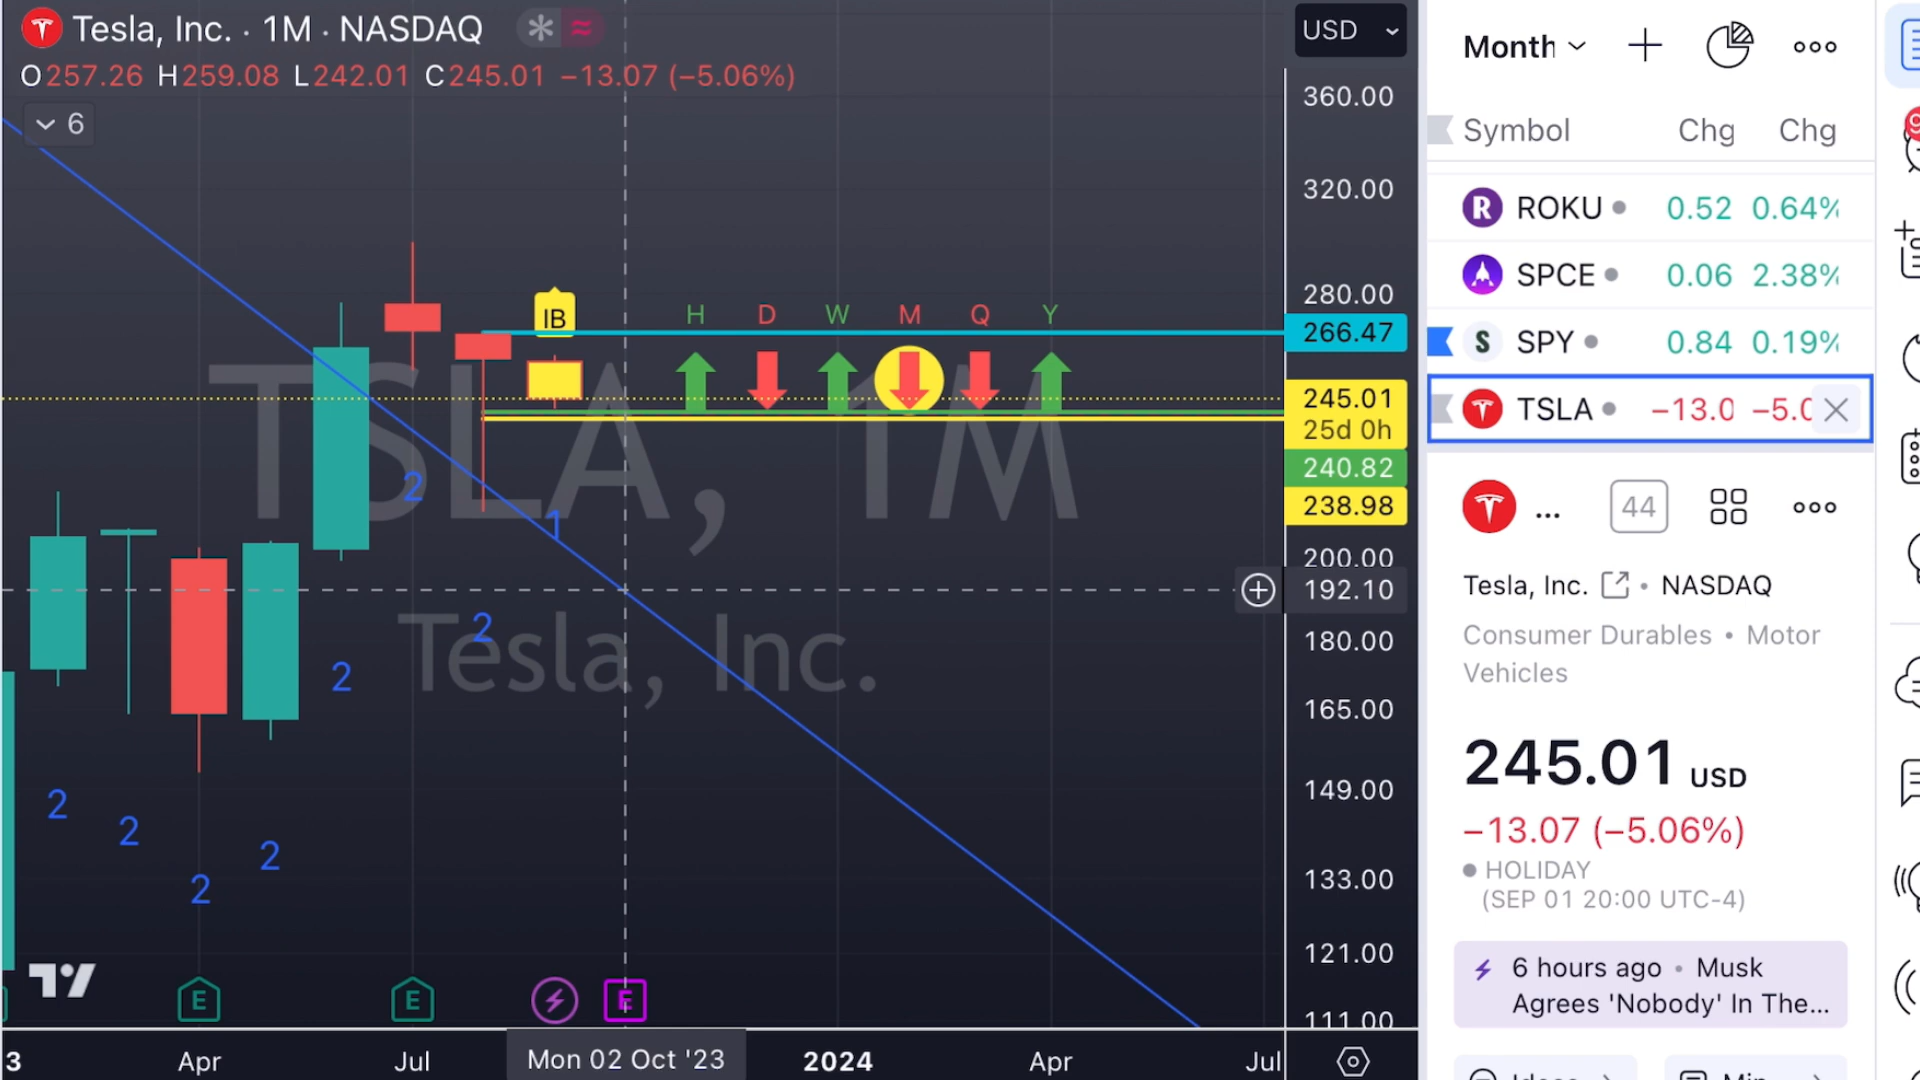 Tesla, Inc. · 1M · NASDAQ
O257.26 H259.08 L242.01 C245.01 −13.07 (−5.06%)
6
USD
360.00
320.00
280.00
266.47
245.01
25d 0h
240.82
238.98
200.00
192.10
180.00
165.00
149.00
133.00
121.00
111.00
IB
H D W M Q Y
TSLA, 1M
Tesla, Inc.
2
1
2
2
2
2
2
2
E E E
3 Apr Jul Mon 02 Oct '23 2024 Apr Jul
Month
Symbol Chg Chg
ROKU 0.52 0.64%
SPCE 0.06 2.38%
SPY 0.84 0.19%
TSLA −13.0 −5.0
... 44
Tesla, Inc. • NASDAQ
Consumer Durables • Motor
Vehicles
245.01 USD
−13.07 (−5.06%)
HOLIDAY
(SEP 01 20:00 UTC-4)
6 hours ago • Musk
Agrees 'Nobody' In The...